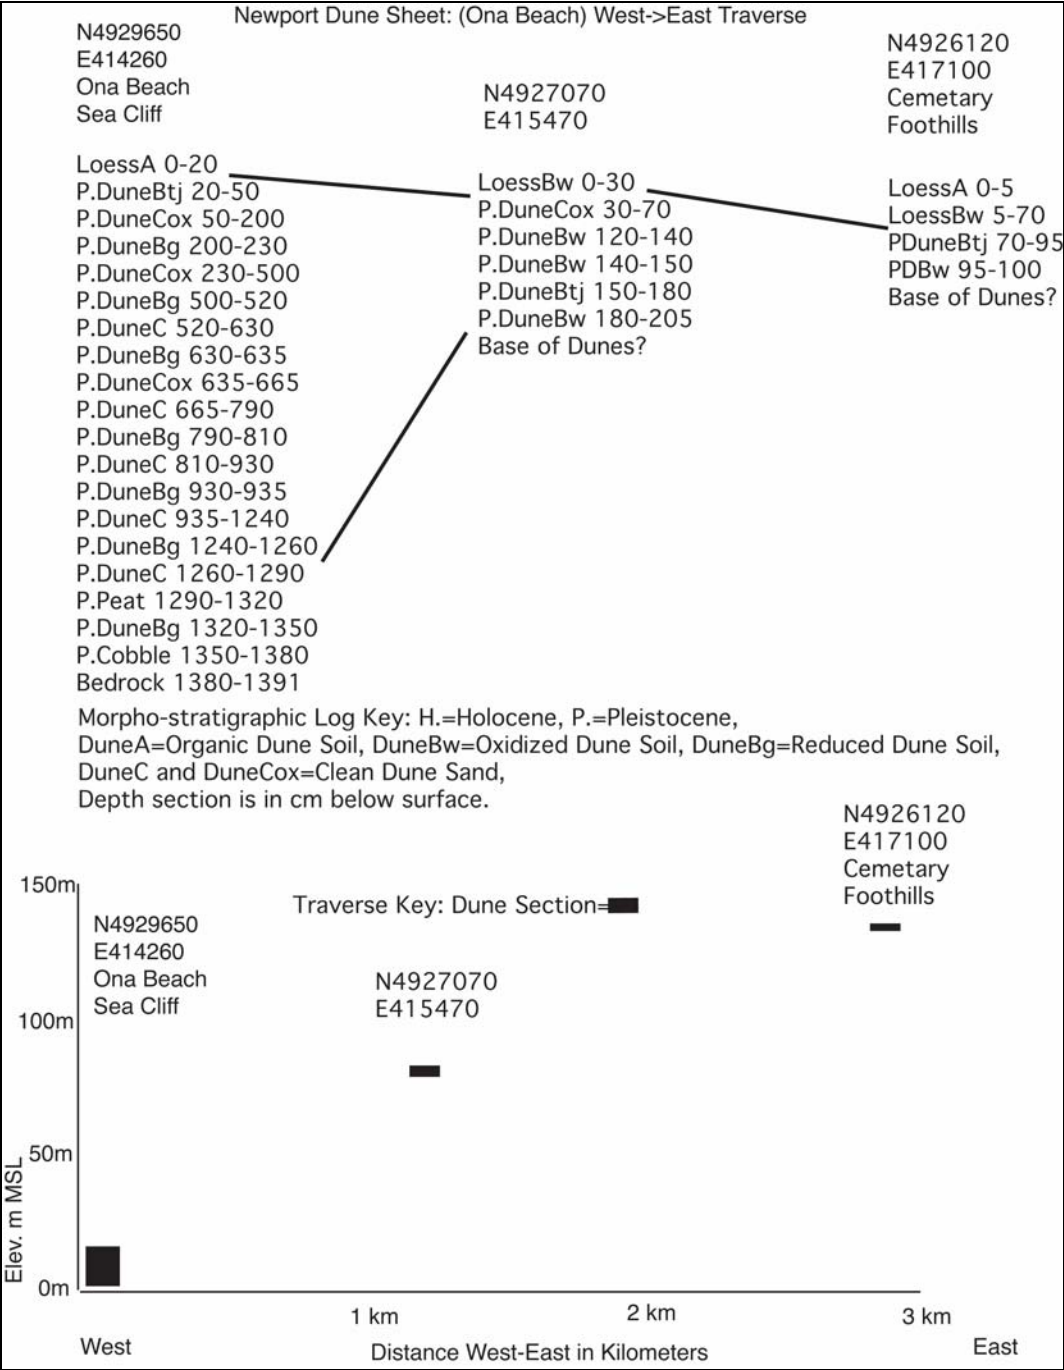 Newport Dune Sheet: (Ona Beach) West->East Traverse
N4929650
E414260
Ona Beach
Sea Cliff
LoessA 0-20
P.DuneBtj 20-50
P.DuneCox 50-200
P.DuneBg 200-230
P.DuneCox 230-500
P.DuneBg 500-520
P.DuneC 520-630
P.DuneBg 630-635
P.DuneCox 635-665
P.DuneC 665-790
P.DuneBg 790-810
P.DuneC 810-930
P.DuneBg 930-935
P.DuneC 935-1240
P.DuneBg 1240-1260
P.DuneC 1260-1290
P.Peat 1290-1320
P.DuneBg 1320-1350
P.Cobble 1350-1380
Bedrock 1380-1391
N4927070
E415470
LoessBw 0-30
P.DuneCox 30-70
P.DuneBw 120-140
P.DuneBw 140-150
P.DuneBtj 150-180
P.DuneBw 180-205
Base of Dunes?
N4926120
E417100
Cemetary
Foothills
LoessA 0-5
LoessBw 5-70
PDuneBtj 70-95
PDBw 95-100
Base of Dunes?
Morpho-stratigraphic Log Key: H.=Holocene, P.=Pleistocene,
DuneA=Organic Dune Soil, DuneBw=Oxidized Dune Soil, DuneBg=Reduced Dune Soil,
DuneC and DuneCox=Clean Dune Sand,
Depth section is in cm below surface.
N4926120
E417100
Cemetary
Foothills
150m
Traverse Key: Dune Section=
N4929650
E414260
Ona Beach
Sea Cliff
N4927070
E415470
100m
50m
Elev. m MSL
0m
1 km
2 km
3 km
West
Distance West-East in Kilometers
East